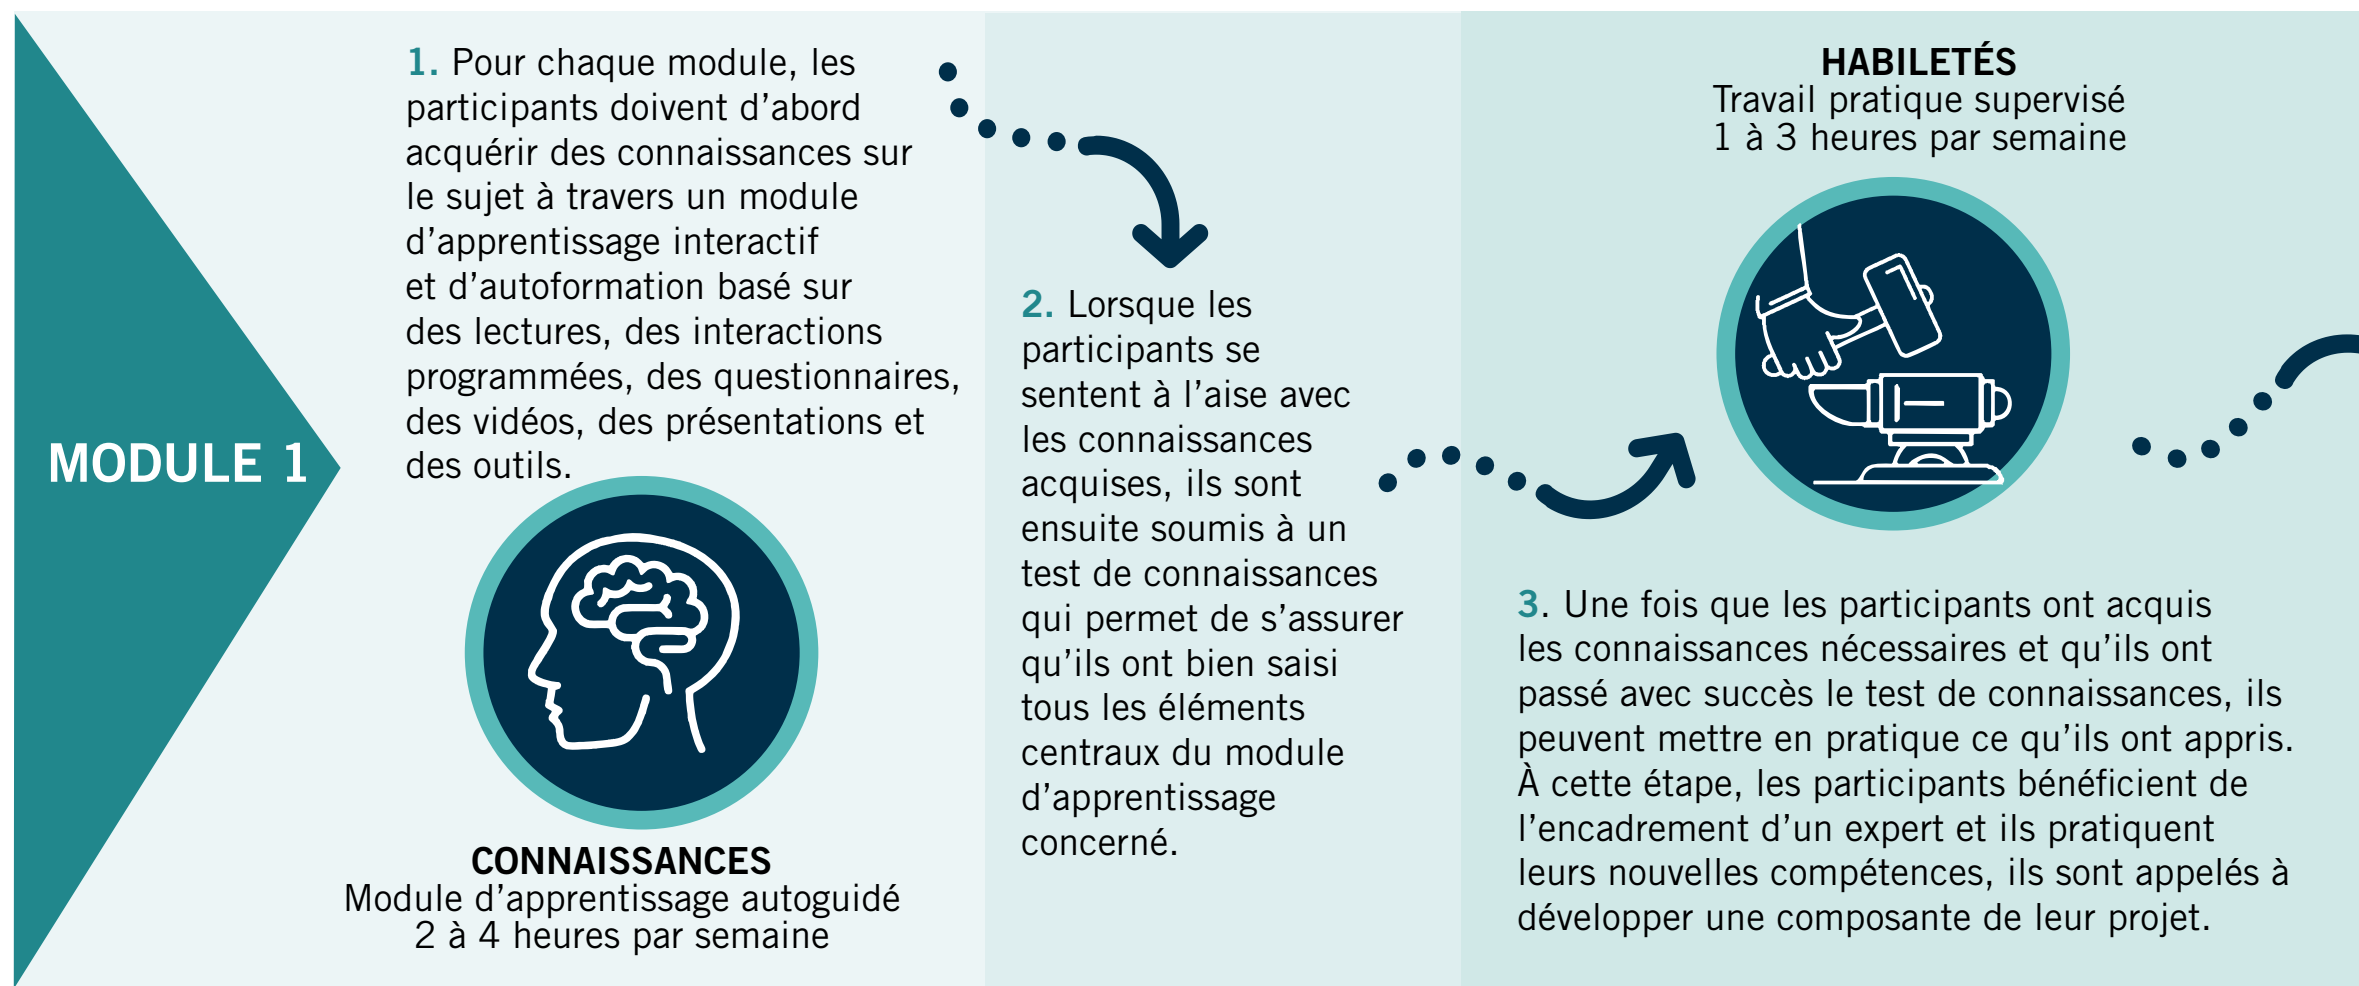 MODULE 1
1. Pour chaque module, les
participants doivent d’abord
acquérir des connaissances sur
le sujet à travers un module
d’apprentissage interactif
et d’autoformation basé sur
des lectures, des interactions
programmées, des questionnaires,
des vidéos, des présentations et
des outils.
CONNAISSANCES
Module d’apprentissage autoguidé
2 à 4 heures par semaine
2. Lorsque les
participants se
sentent à l’aise avec
les connaissances
acquises, ils sont
ensuite soumis à un
test de connaissances
qui permet de s’assurer
qu’ils ont bien saisi
tous les éléments
centraux du module
d’apprentissage
concerné.
HABILETÉS
Travail pratique supervisé
1 à 3 heures par semaine
3. Une fois que les participants ont acquis
les connaissances nécessaires et qu’ils ont
passé avec succès le test de connaissances, ils
peuvent mettre en pratique ce qu’ils ont appris.
À cette étape, les participants bénéficient de
l’encadrement d’un expert et ils pratiquent
leurs nouvelles compétences, ils sont appelés à
développer une composante de leur projet.